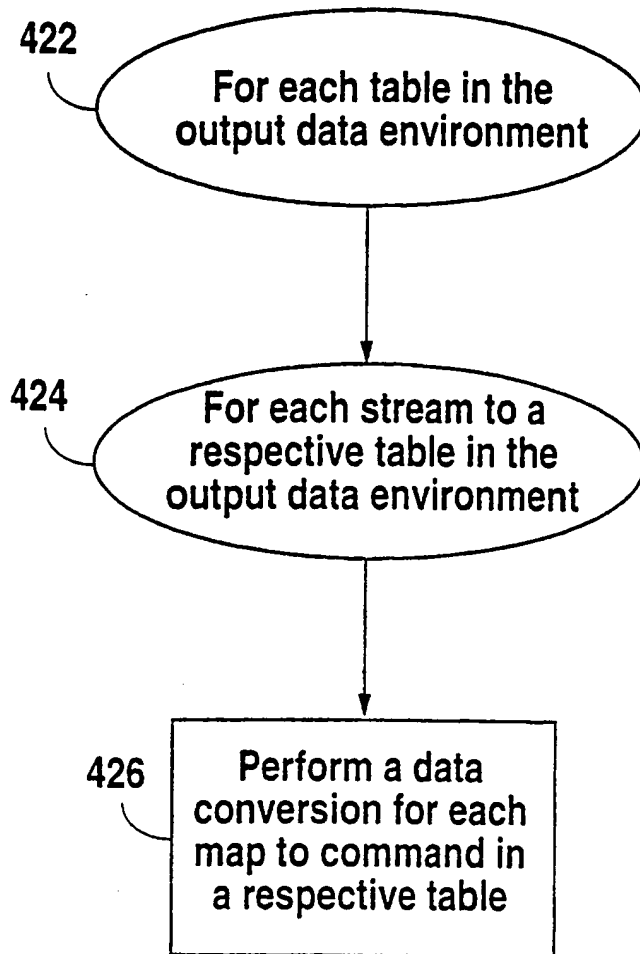 422
For each table in the
output data environment
424
For each stream to a
respective table in the
output data environment
426
Perform a data
conversion for each
map to command in
a respective table